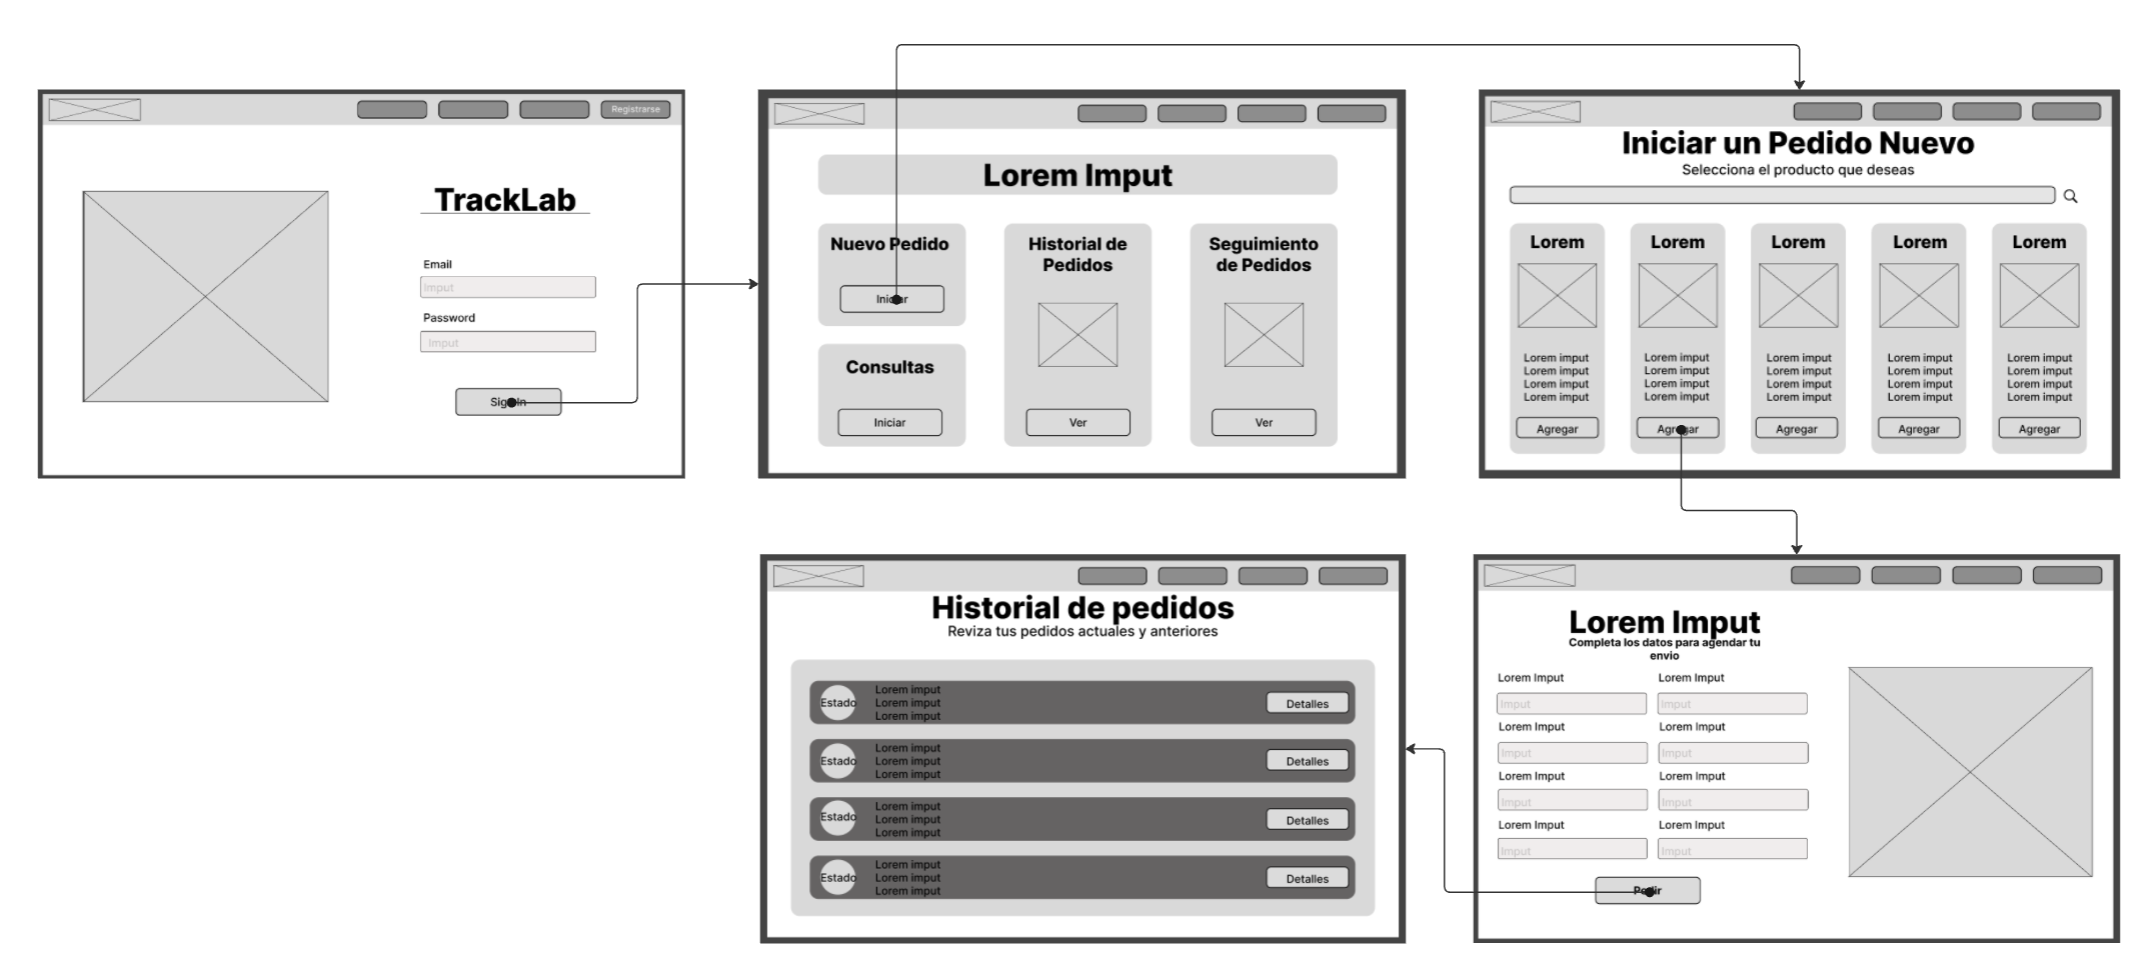 Registrarse
TrackLab
Email
Imput
Password
Imput
Sign In
Lorem Imput
Nuevo Pedido
Iniciar
Historial de
Pedidos
Ver
Seguimiento
de Pedidos
Ver
Consultas
Iniciar
Iniciar un Pedido Nuevo
Selecciona el producto que deseas
Lorem
Lorem imput
Lorem imput
Lorem imput
Lorem imput
Agregar
Lorem
Lorem imput
Lorem imput
Lorem imput
Lorem imput
Agregar
Lorem
Lorem imput
Lorem imput
Lorem imput
Lorem imput
Agregar
Lorem
Lorem imput
Lorem imput
Lorem imput
Lorem imput
Agregar
Lorem
Lorem imput
Lorem imput
Lorem imput
Lorem imput
Agregar
Historial de pedidos
Reviza tus pedidos actuales y anteriores
Estado
Lorem imput
Lorem imput
Lorem imput
Detalles
Estado
Lorem imput
Lorem imput
Lorem imput
Detalles
Estado
Lorem imput
Lorem imput
Lorem imput
Detalles
Estado
Lorem imput
Lorem imput
Lorem imput
Detalles
Lorem Imput
Completa los datos para agendar tu
envio
Lorem Imput
Imput
Lorem Imput
Imput
Lorem Imput
Imput
Lorem Imput
Imput
Lorem Imput
Imput
Lorem Imput
Imput
Lorem Imput
Imput
Lorem Imput
Imput
Pedir